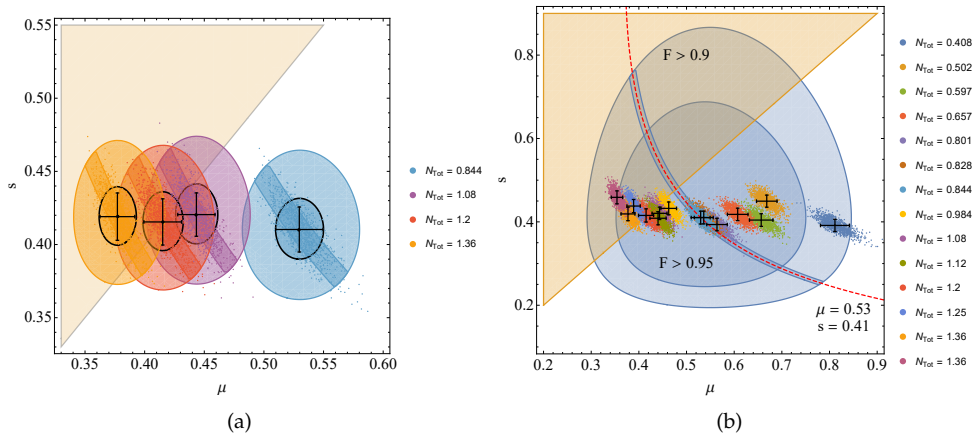 0.55
0.50
0.45
0.40
0.35
s
0.35 0.40 0.45 0.50 0.55 0.60
μ
N_Tot = 0.844
N_Tot = 1.08
N_Tot = 1.2
N_Tot = 1.36
(a)
0.8
0.6
0.4
0.2
s
F > 0.9
F > 0.95
μ = 0.53
s = 0.41
0.2 0.3 0.4 0.5 0.6 0.7 0.8 0.9
μ
N_Tot = 0.408
N_Tot = 0.502
N_Tot = 0.597
N_Tot = 0.657
N_Tot = 0.801
N_Tot = 0.828
N_Tot = 0.844
N_Tot = 0.984
N_Tot = 1.08
N_Tot = 1.12
N_Tot = 1.2
N_Tot = 1.25
N_Tot = 1.36
N_Tot = 1.36
(b)